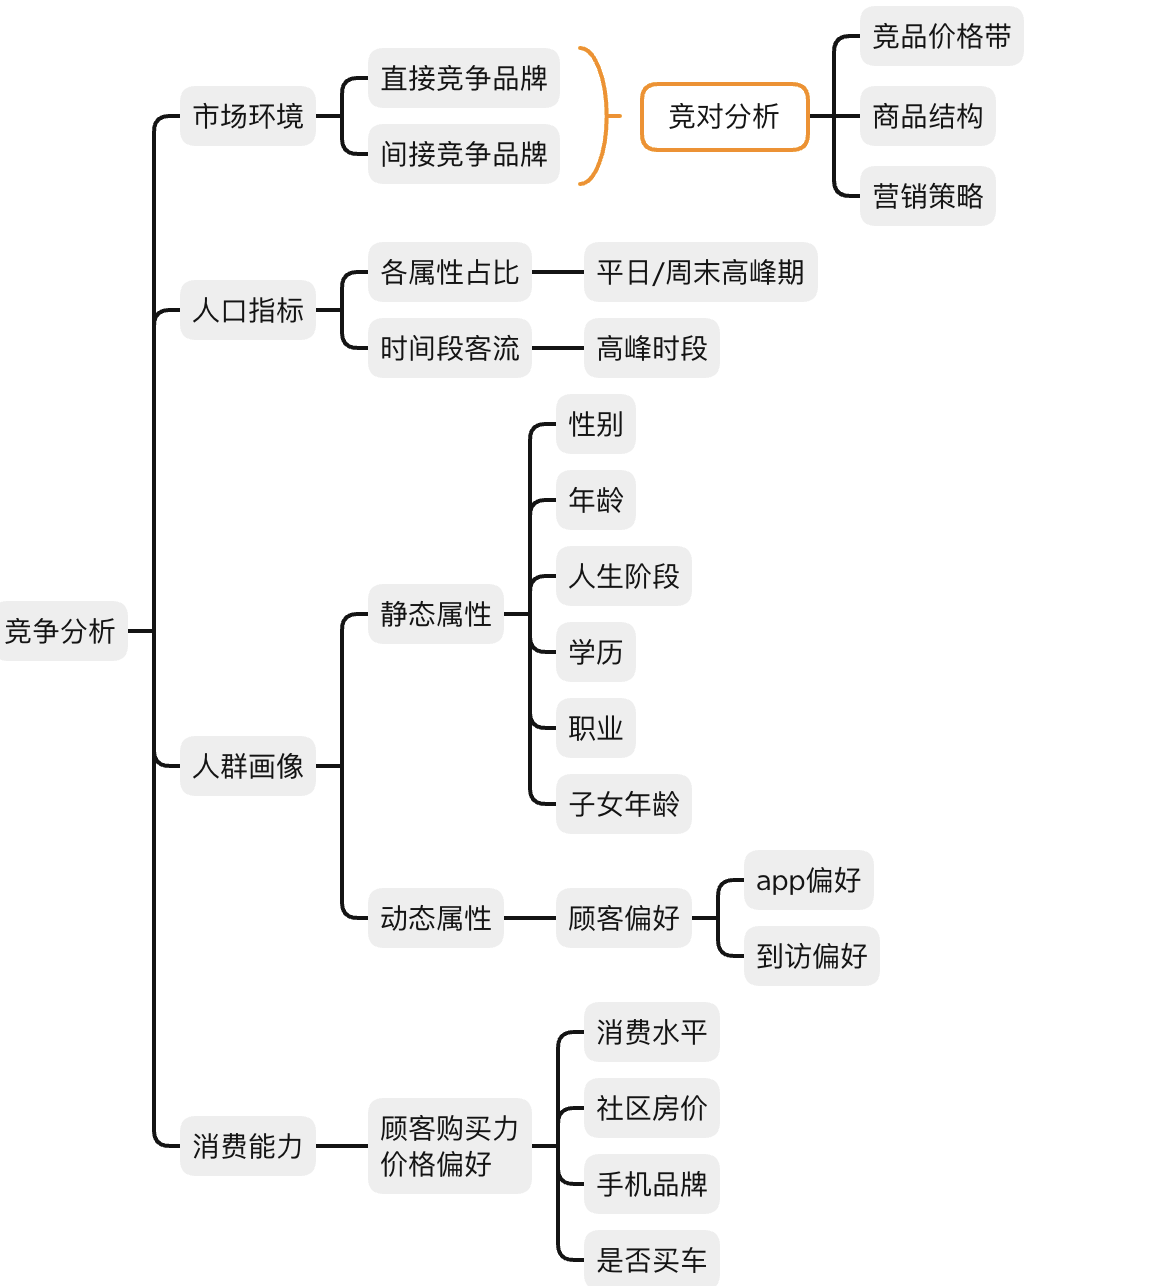 竞争分析
市场环境
直接竞争品牌
间接竞争品牌
竞对分析
竞品价格带
商品结构
营销策略
人口指标
各属性占比
平日/周末高峰期
时间段客流
高峰时段
人群画像
静态属性
性别
年龄
人生阶段
学历
职业
子女年龄
动态属性
顾客偏好
app偏好
到访偏好
消费能力
顾客购买力
价格偏好
消费水平
社区房价
手机品牌
是否买车